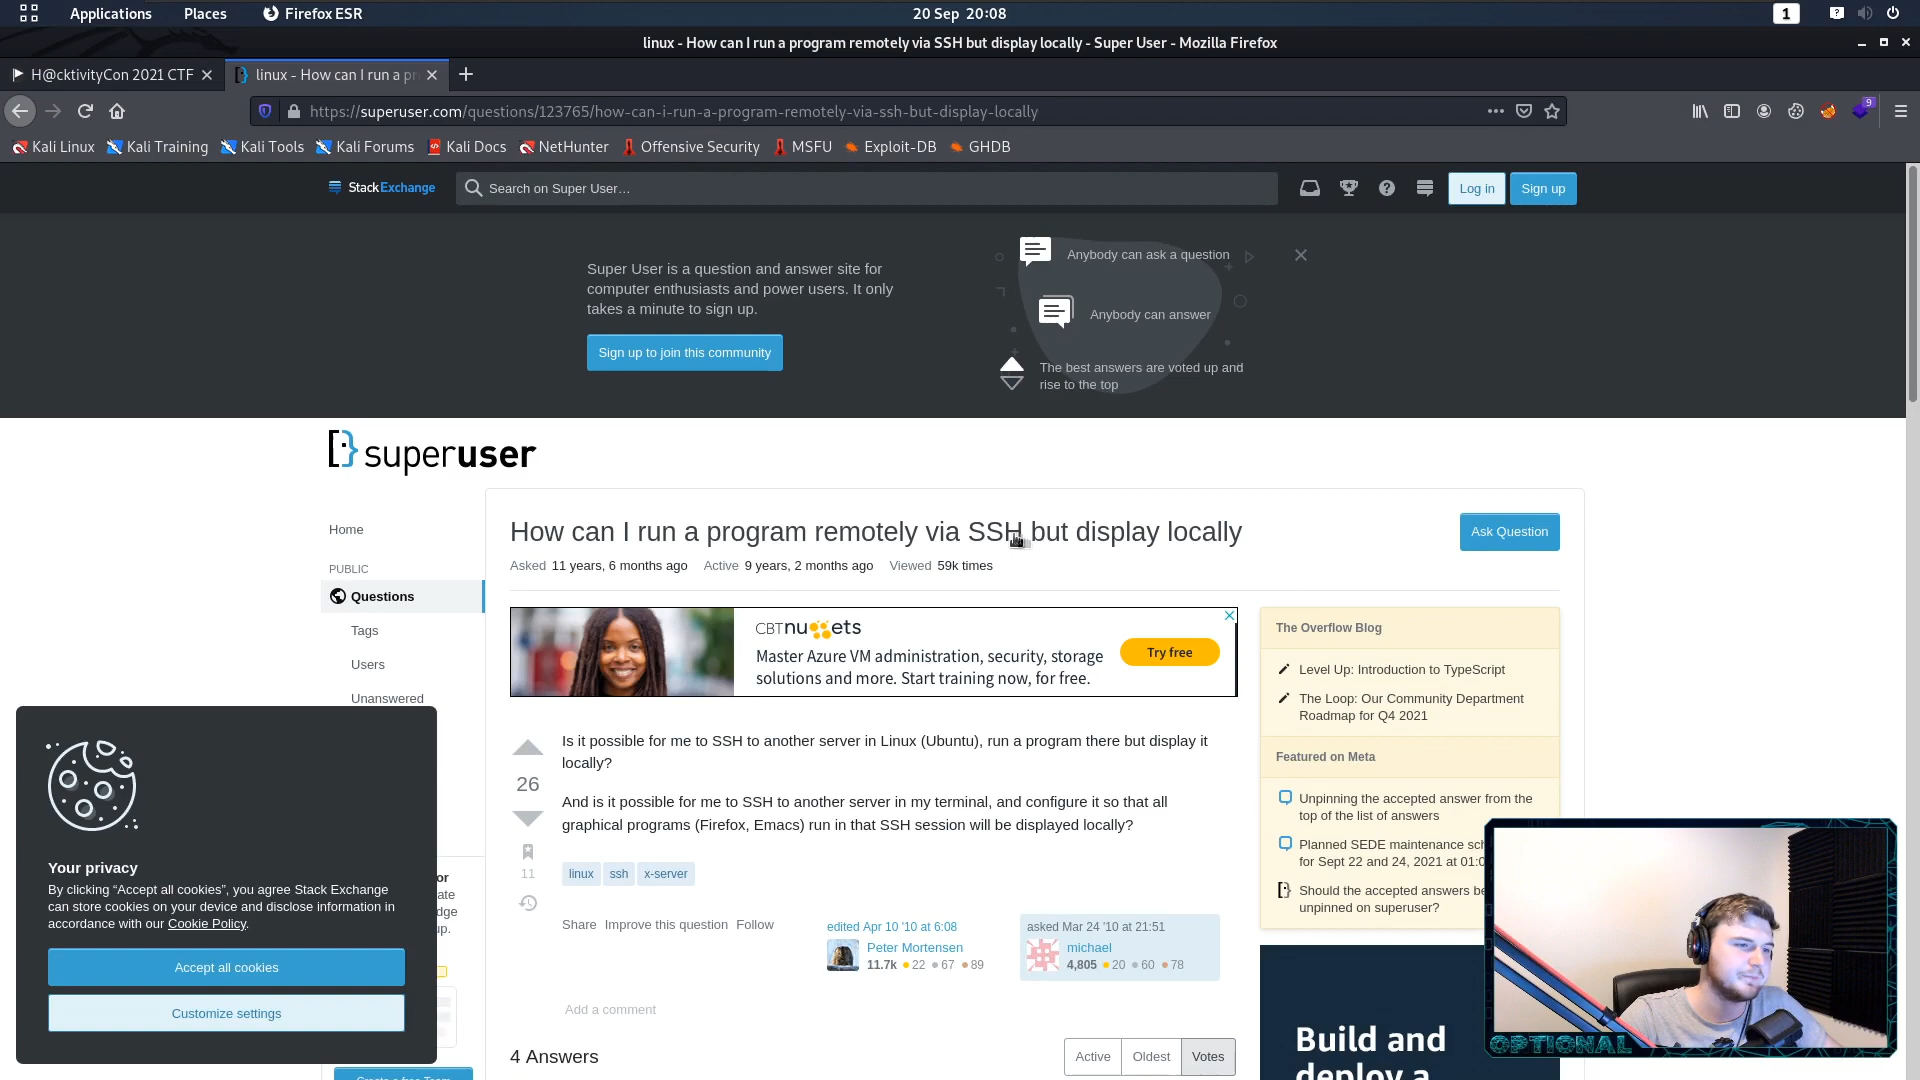 Applications Places Firefox ESR 20 Sep 20:08 1
linux - How can I run a program remotely via SSH but display locally - Super User - Mozilla Firefox
H@cktivityCon 2021 CTF linux - How can I run a pr
https://superuser.com/questions/123765/how-can-i-run-a-program-remotely-via-ssh-but-display-locally 9
Kali Linux Kali Training Kali Tools Kali Forums Kali Docs NetHunter Offensive Security MSFU Exploit-DB GHDB
StackExchange Search on Super User... Log in Sign up
Super User is a question and answer site for
computer enthusiasts and power users. It only
takes a minute to sign up.
Sign up to join this community
Anybody can ask a question
Anybody can answer
The best answers are voted up and
rise to the top
superuser
Home
PUBLIC
Questions
Tags
Users
Unanswered
How can I run a program remotely via SSH but display locally
Ask Question
Asked 11 years, 6 months ago Active 9 years, 2 months ago Viewed 59k times
CBTnuggets
Master Azure VM administration, security, storage
solutions and more. Start training now, for free.
Try free
26
11
Is it possible for me to SSH to another server in Linux (Ubuntu), run a program there but display it
locally?
And is it possible for me to SSH to another server in my terminal, and configure it so that all
graphical programs (Firefox, Emacs) run in that SSH session will be displayed locally?
linux ssh x-server
Share Improve this question Follow
edited Apr 10 '10 at 6:08
Peter Mortensen
11.7k 22 67 89
asked Mar 24 '10 at 21:51
michael
4,805 20 60 78
Add a comment
4 Answers
Active Oldest Votes
The Overflow Blog
Level Up: Introduction to TypeScript
The Loop: Our Community Department
Roadmap for Q4 2021
Featured on Meta
Unpinning the accepted answer from the
top of the list of answers
Planned SEDE maintenance sch
for Sept 22 and 24, 2021 at 01:0
Should the accepted answers be
unpinned on superuser?
Build and
deploy a
OPTIONAL
Your privacy
By clicking “Accept all cookies”, you agree Stack Exchange
can store cookies on your device and disclose information in
accordance with our Cookie Policy.
Accept all cookies
Customize settings
or
ate
dge
up.
Create a free Team